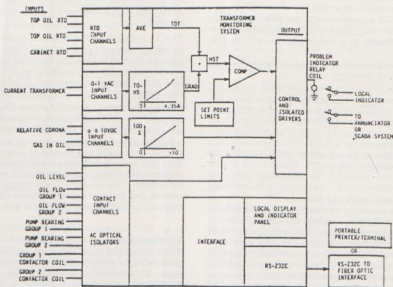 INPUTS
TOP OIL RTD
TOP OIL RTD
CABINET RTD
CURRENT TRANSFORMER
RELATIVE CORONA
GAS IN OIL
OIL LEVEL
OIL FLOW
GROUP 1
OIL FLOW
GROUP 2
PUMP BEARING
GROUP 1
PUMP BEARING
GROUP 2
GROUP 1
CONTACTOR COIL
GROUP 2
CONTACTOR COIL
RTD
INPUT
CHANNELS
AVE
TOT
TRANSFORMER
MONITORING
SYSTEM
0-1 VAC
INPUT
CHANNELS
GRAD
+
HST
COMP
SET POINT
LIMITS
0 ± 10VDC
INPUT
CHANNELS
100
%
+10
CONTACT
INPUT
CHANNELS
AC OPTICAL
ISOLATORS
INTERFACE
LOCAL DISPLAY
AND INDICATOR
PANEL
RS-232C
OUTPUT
CONTROL
AND ISOLATED
DRIVERS
PROBLEM
INDICATOR
RELAY
COIL
LOCAL
INDICATOR
TO
ANNUNCIATOR
OR
SCADA SYSTEM
PORTABLE
PRINTER/TERMINAL
OR
RS-232C TO
FIBER OPTIC
INTERFACE